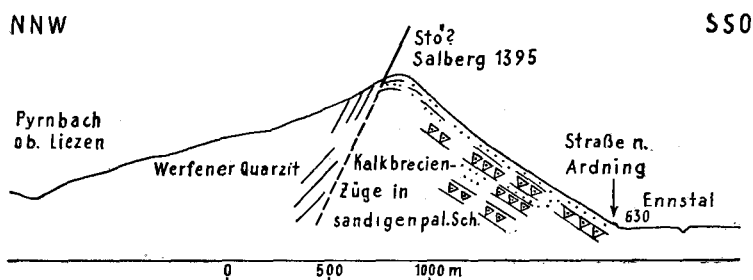 NNW
SSO
Stö?
Salberg 1395
Pyrnbach
ob. Liezen
Werfener Quarzit
Kalkbrecien-
Züge in
sandigen pal. Sch.
Straße n.
Ardning
630
Ennstal
0 500 1000 m